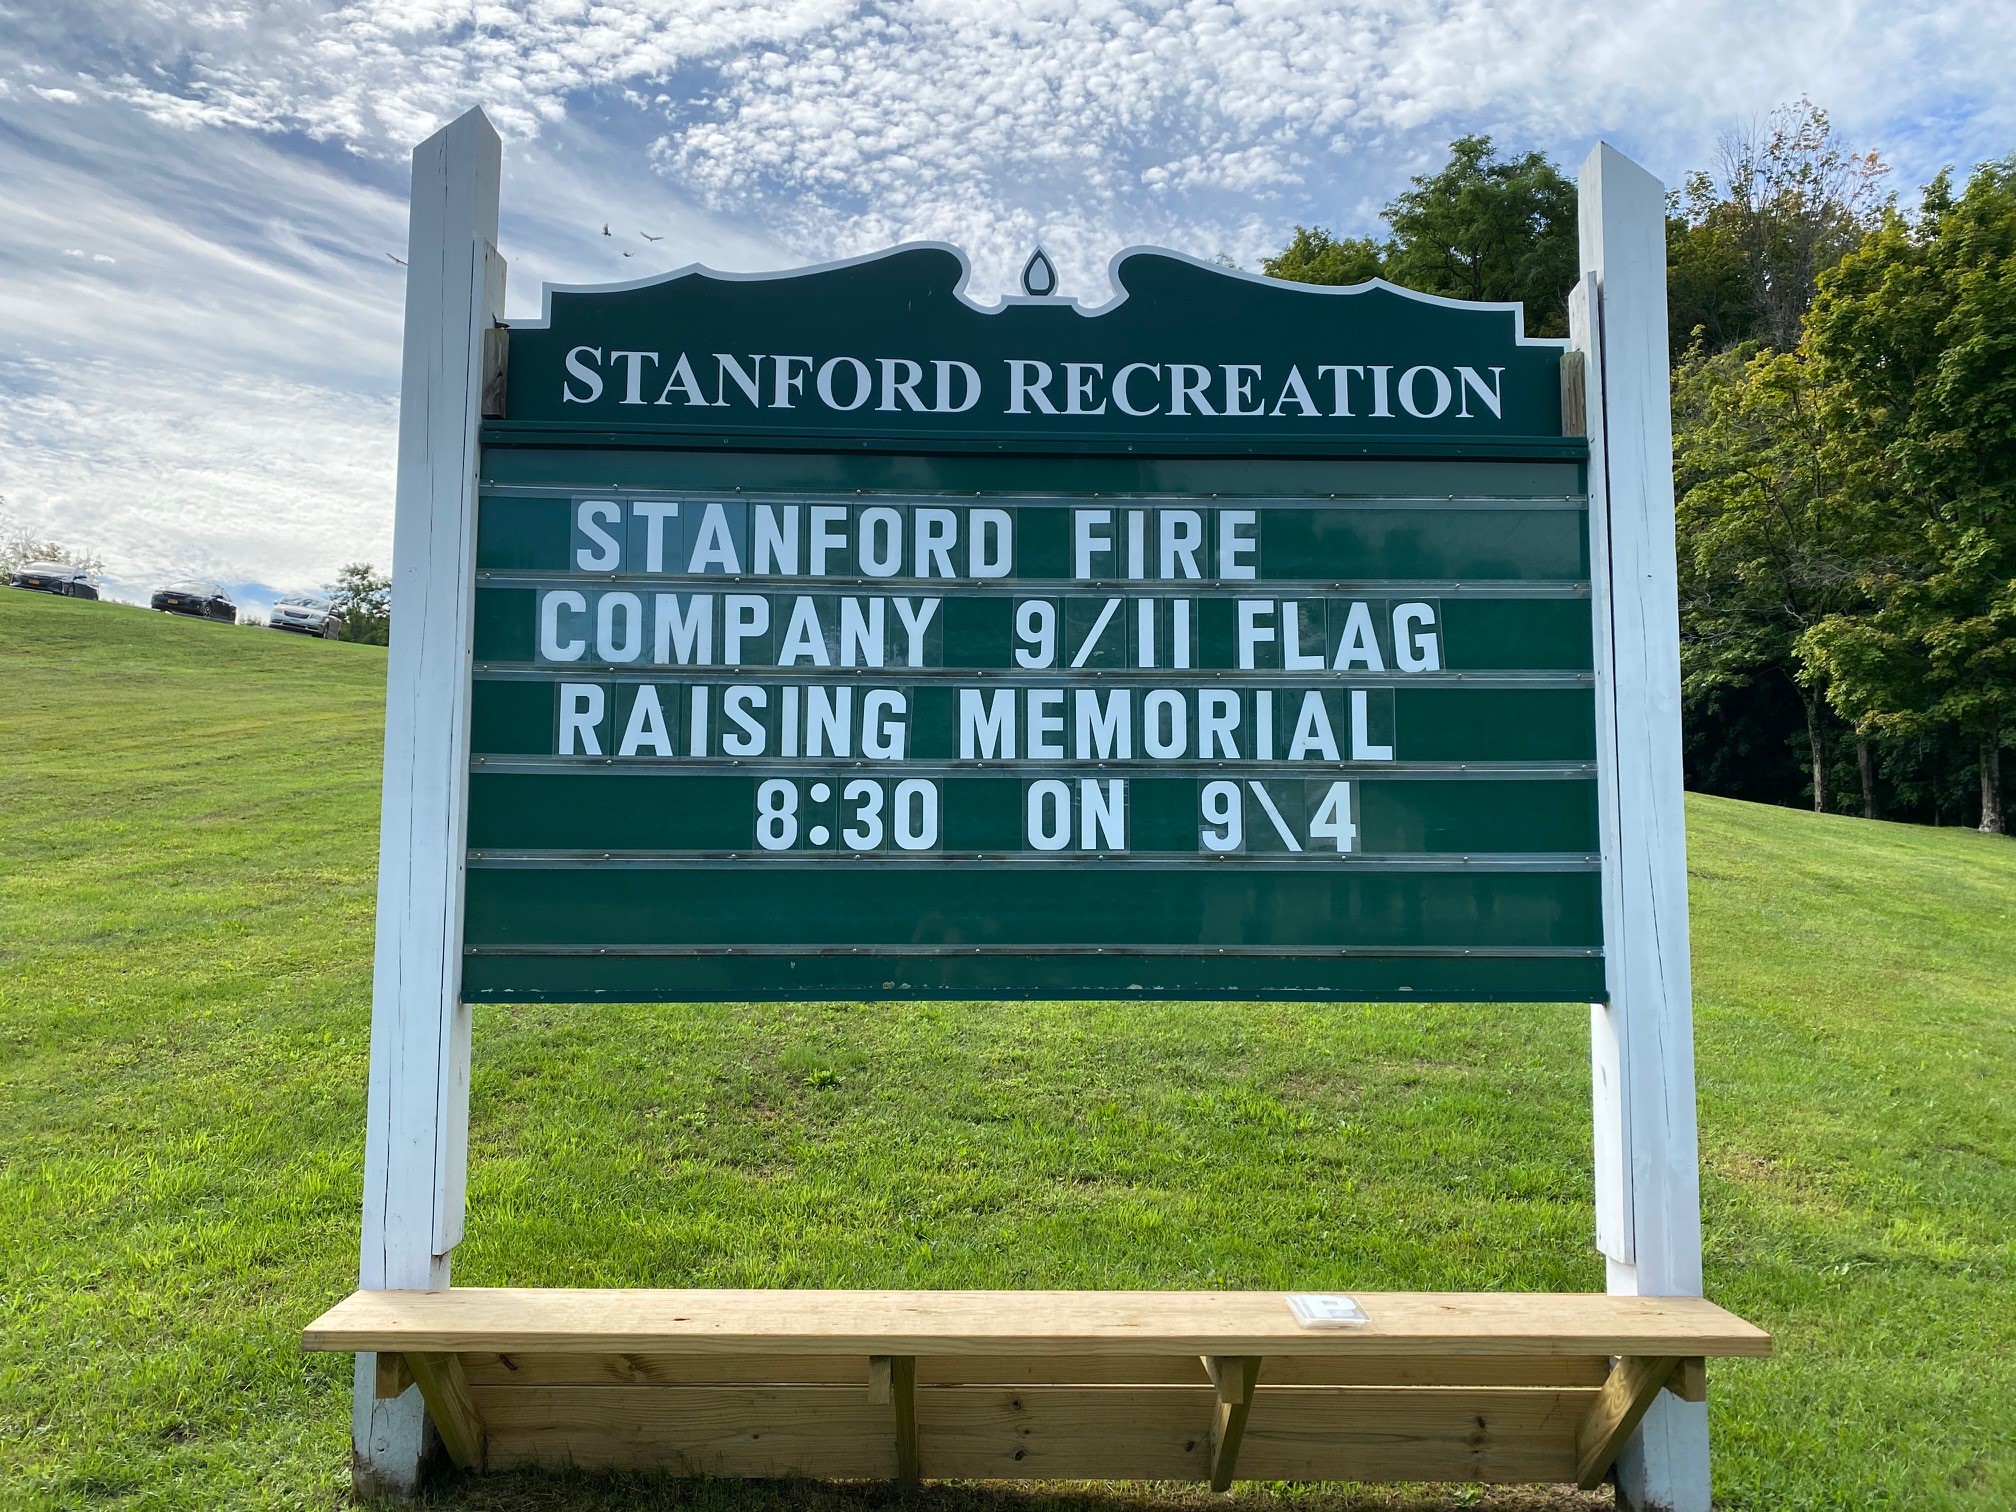 STANFORD RECREATION
STANFORD FIRE
COMPANY 9/11 FLAG
RAISING MEMORIAL
8:30 ON 9\4